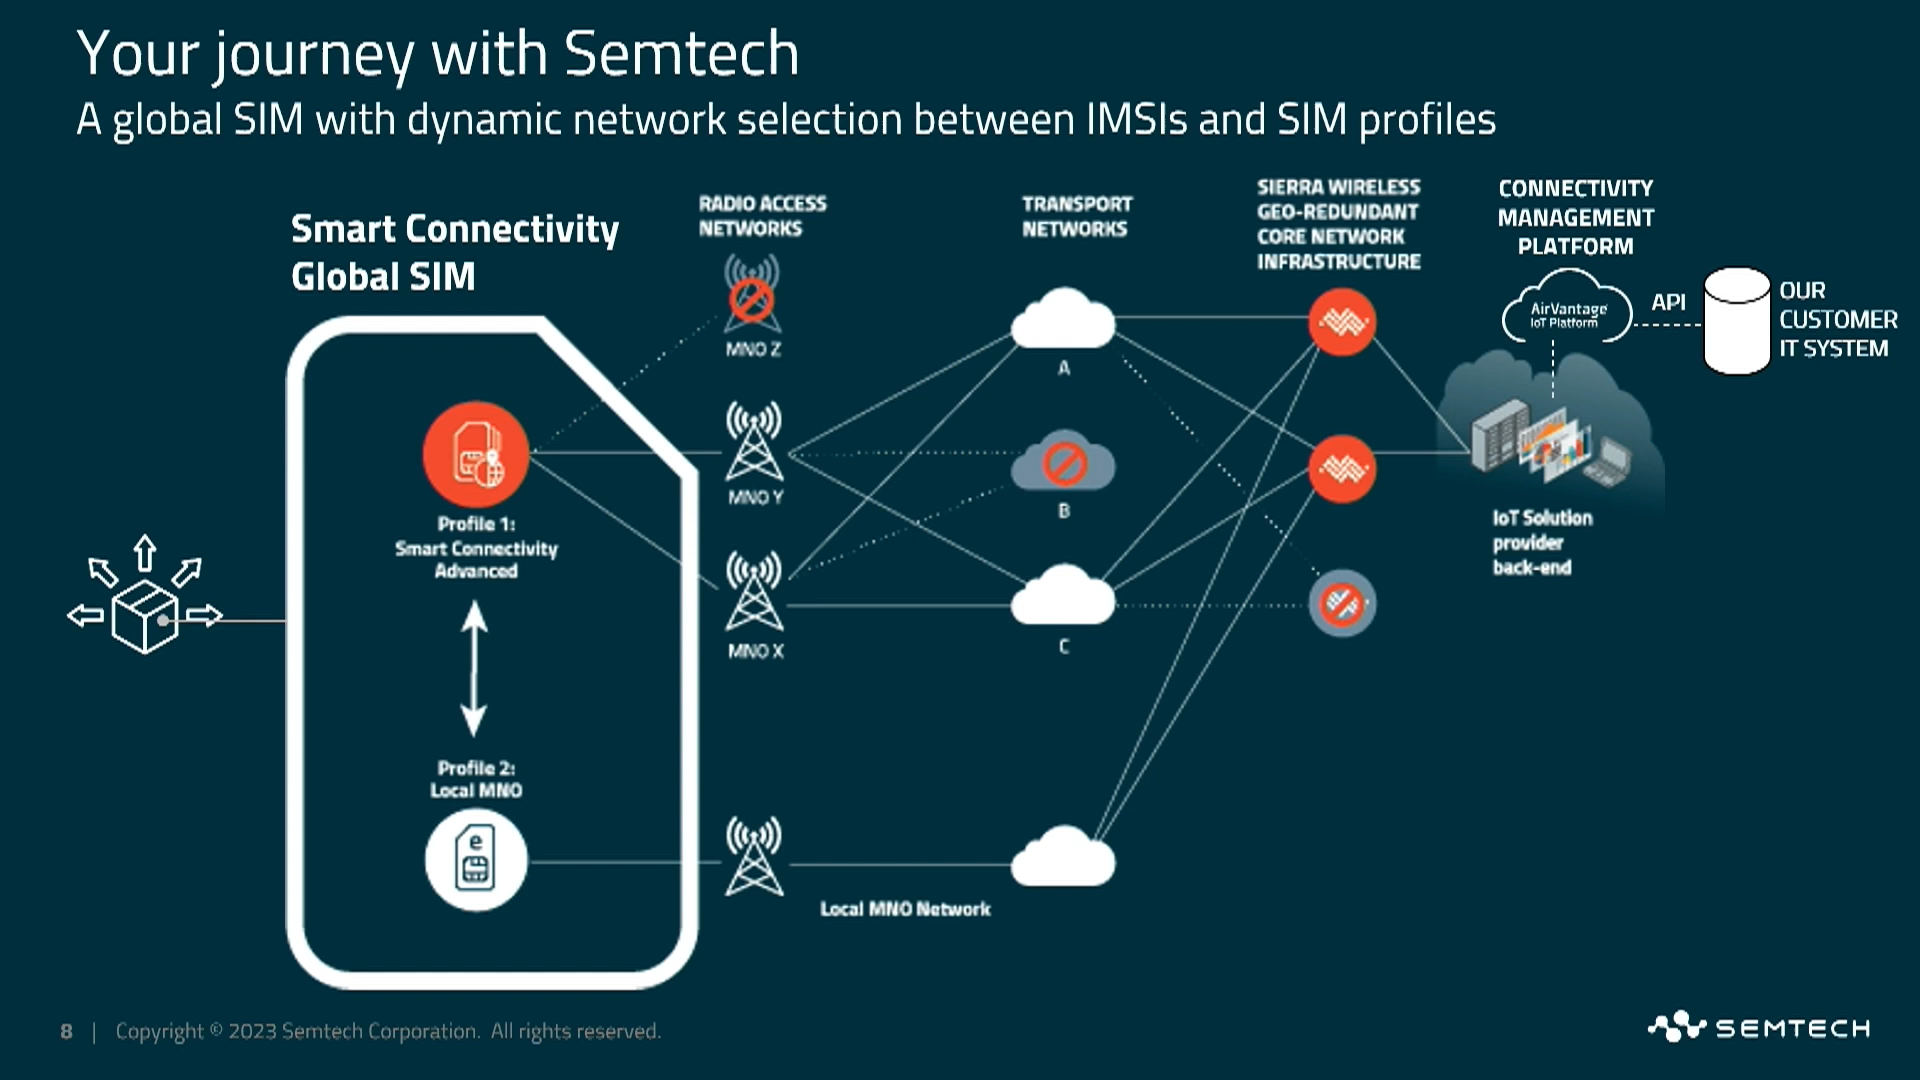 Your journey with Semtech
A global SIM with dynamic network selection between IMSIs and SIM profiles
Smart Connectivity
Global SIM
RADIO ACCESS
NETWORKS
TRANSPORT
NETWORKS
SIERRA WIRELESS
GEO-REDUNDANT
CORE NETWORK
INFRASTRUCTURE
CONNECTIVITY
MANAGEMENT
PLATFORM
AirVantage
IoT Platform
API
OUR
CUSTOMER
IT SYSTEM
MNO Z
A
MNO Y
B
MNO X
C
Profile 1:
Smart Connectivity
Advanced
IoT Solution
provider
back-end
Profile 2:
Local MNO
e
Local MNO Network
8 | Copyright © 2023 Semtech Corporation. All rights reserved.
SEMTECH